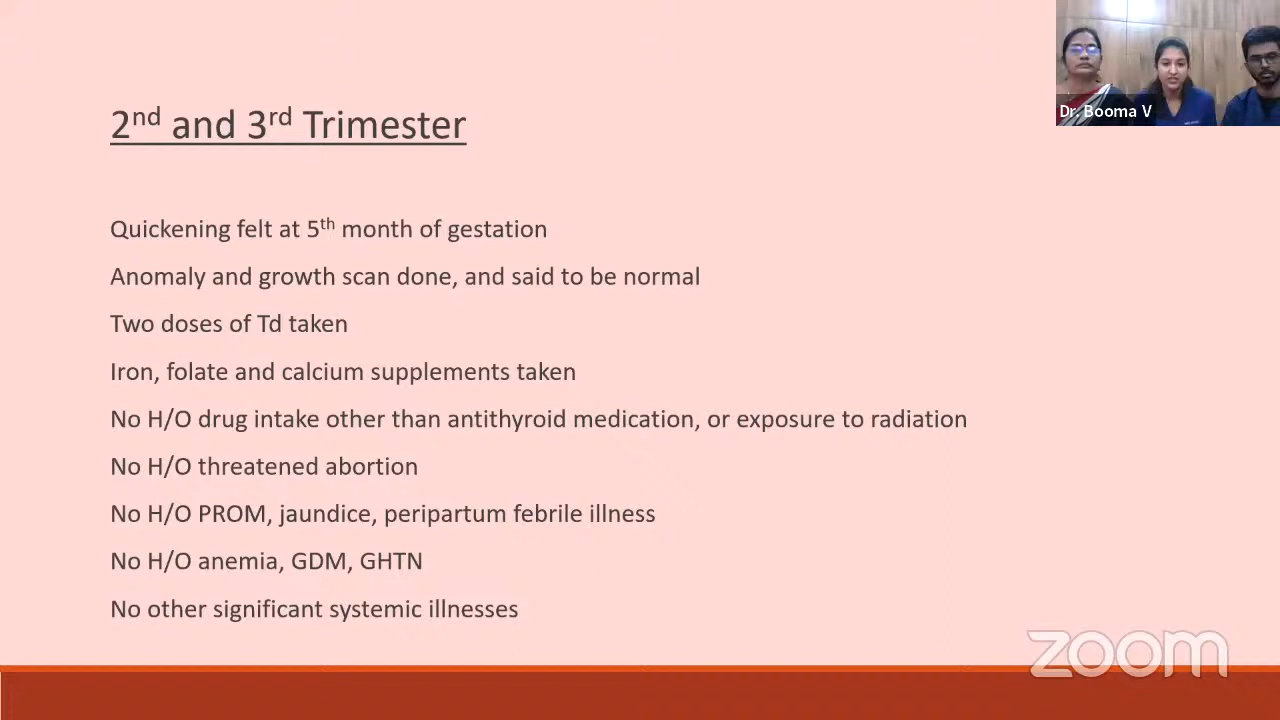 2nd and 3rd Trimester
Dr. Booma V
Quickening felt at 5th month of gestation
Anomaly and growth scan done, and said to be normal
Two doses of Td taken
Iron, folate and calcium supplements taken
No H/O drug intake other than antithyroid medication, or exposure to radiation
No H/O threatened abortion
No H/O PROM, jaundice, peripartum febrile illness
No H/O anemia, GDM, GHTN
No other significant systemic illnesses
zoom